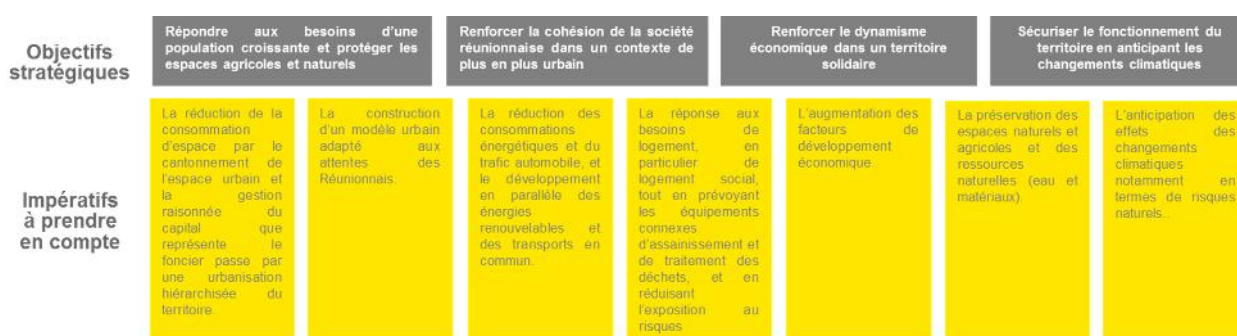 Objectifs
stratégiques
Répondre aux besoins d'une
population croissante et protéger les
espaces agricoles et naturels
Renforcer la cohésion de la société
réunionnaise dans un contexte de
plus en plus urbain
Renforcer le dynamisme
économique dans un territoire
solidaire
Sécuriser le fonctionnement du
territoire en anticipant les
changements climatiques
Impératifs
à prendre
en compte
La réduction de la
consommation
d'espace par le
cantonnement de
l'espace urbain et
la gestion
raisonnée du
capital que
représente le
foncier passe par
une urbanisation
hiérarchisée du
territoire.
La construction
d'un modèle urbain
adapté aux
attentes des
Réunionnais.
La réduction des
consommations
énergétiques et du
trafic automobile, et
le développement
en parallèle des
énergies
renouvelables et
des transports en
commun.
La réponse aux
besoins de
logement, en
particulier de
logement social,
tout en prévoyant
les équipements
connexes
d'assainissement et
de traitement des
déchets, et en
réduisant
l'exposition au
risques
L'augmentation des
facteurs de
développement
économique.
La préservation des
espaces naturels et
agricoles et des
ressources
naturelles (eau et
matériaux).
L'anticipation des
effets des
changements
climatiques
notamment en
termes de risques
naturels..